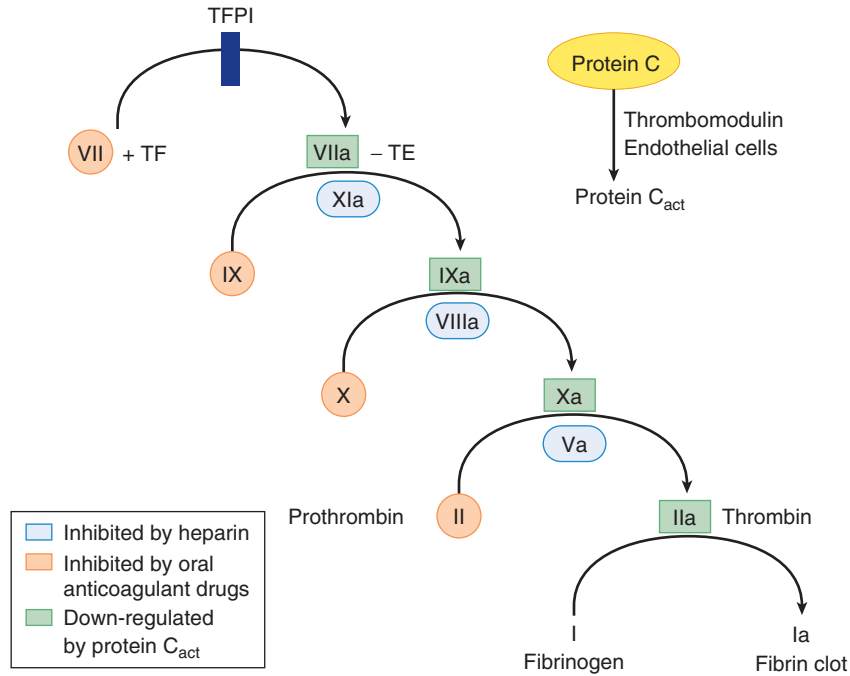 TFPI
Protein C
Thrombomodulin
Endothelial cells
Protein Cact
VII + TF
VIIa – TE
XIa
IX
IXa
VIIIa
X
Xa
Va
Prothrombin II
IIa Thrombin
I
Fibrinogen
Ia
Fibrin clot
Inhibited by heparin
Inhibited by oral
anticoagulant drugs
Down-regulated
by protein Cact